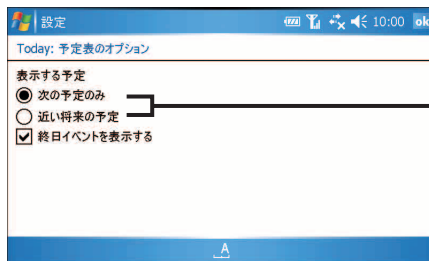 設定 10:00 ok
Today: 予定表のオプション
表示する予定
次の予定のみ
近い将来の予定
終日イベントを表示する
A